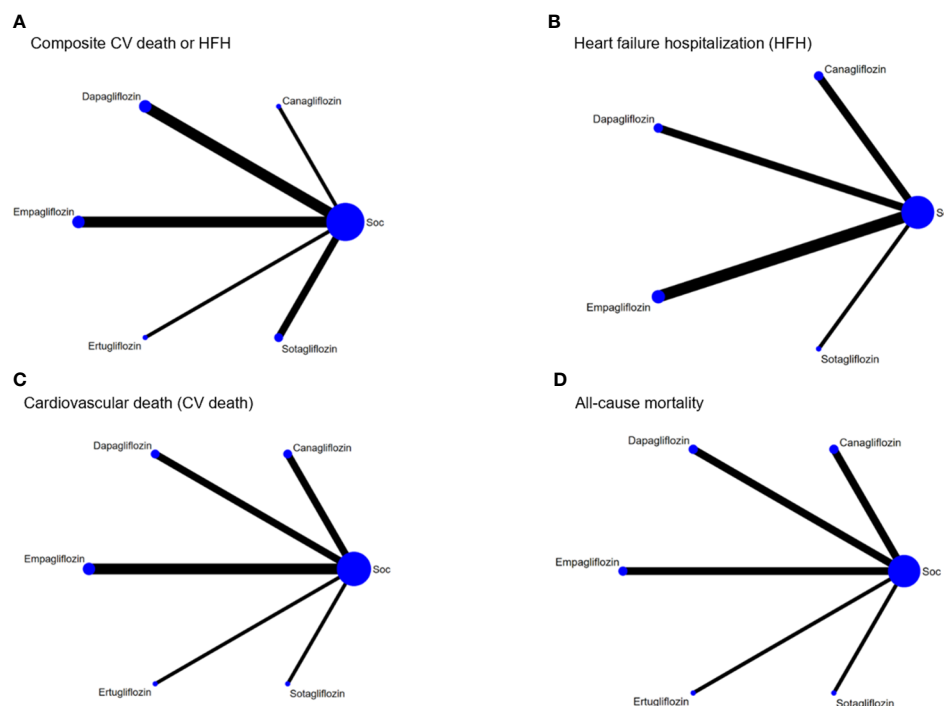 A
Composite CV death or HFH
Dapagliflozin
Canagliflozin
Empagliflozin
Soc
Ertugliflozin
Sotagliflozin
B
Heart failure hospitalization (HFH)
Canagliflozin
Dapagliflozin
S
Empagliflozin
Sotagliflozin
C
Cardiovascular death (CV death)
Dapagliflozin
Canagliflozin
Empagliflozin
Soc
Ertugliflozin
Sotagliflozin
D
All-cause mortality
Dapagliflozin
Canagliflozin
Empagliflozin
Soc
Ertugliflozin
Sotagliflozin